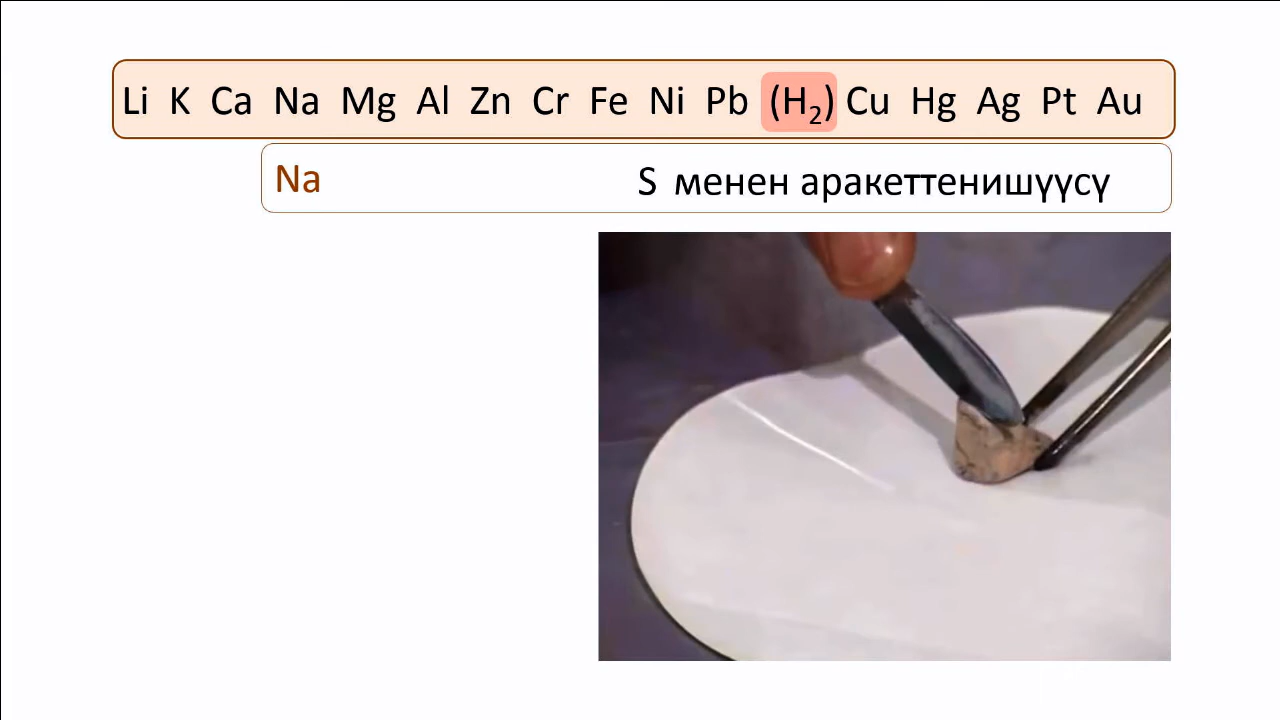 Li K Ca Na Mg Al Zn Cr Fe Ni Pb (H₂) Cu Hg Ag Pt Au
Na S менен аракеттенишүүсү